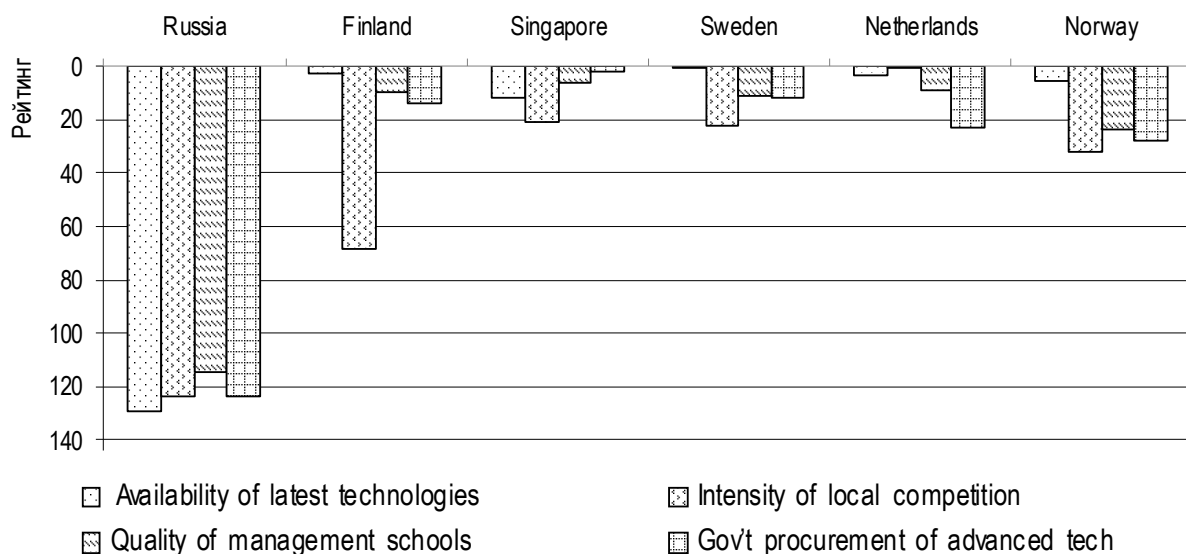 Russia Finland Singapore Sweden Netherlands Norway
Рейтинг
0
20
40
60
80
100
120
140
Availability of latest technologies Intensity of local competition
Quality of management schools Gov't procurement of advanced tech